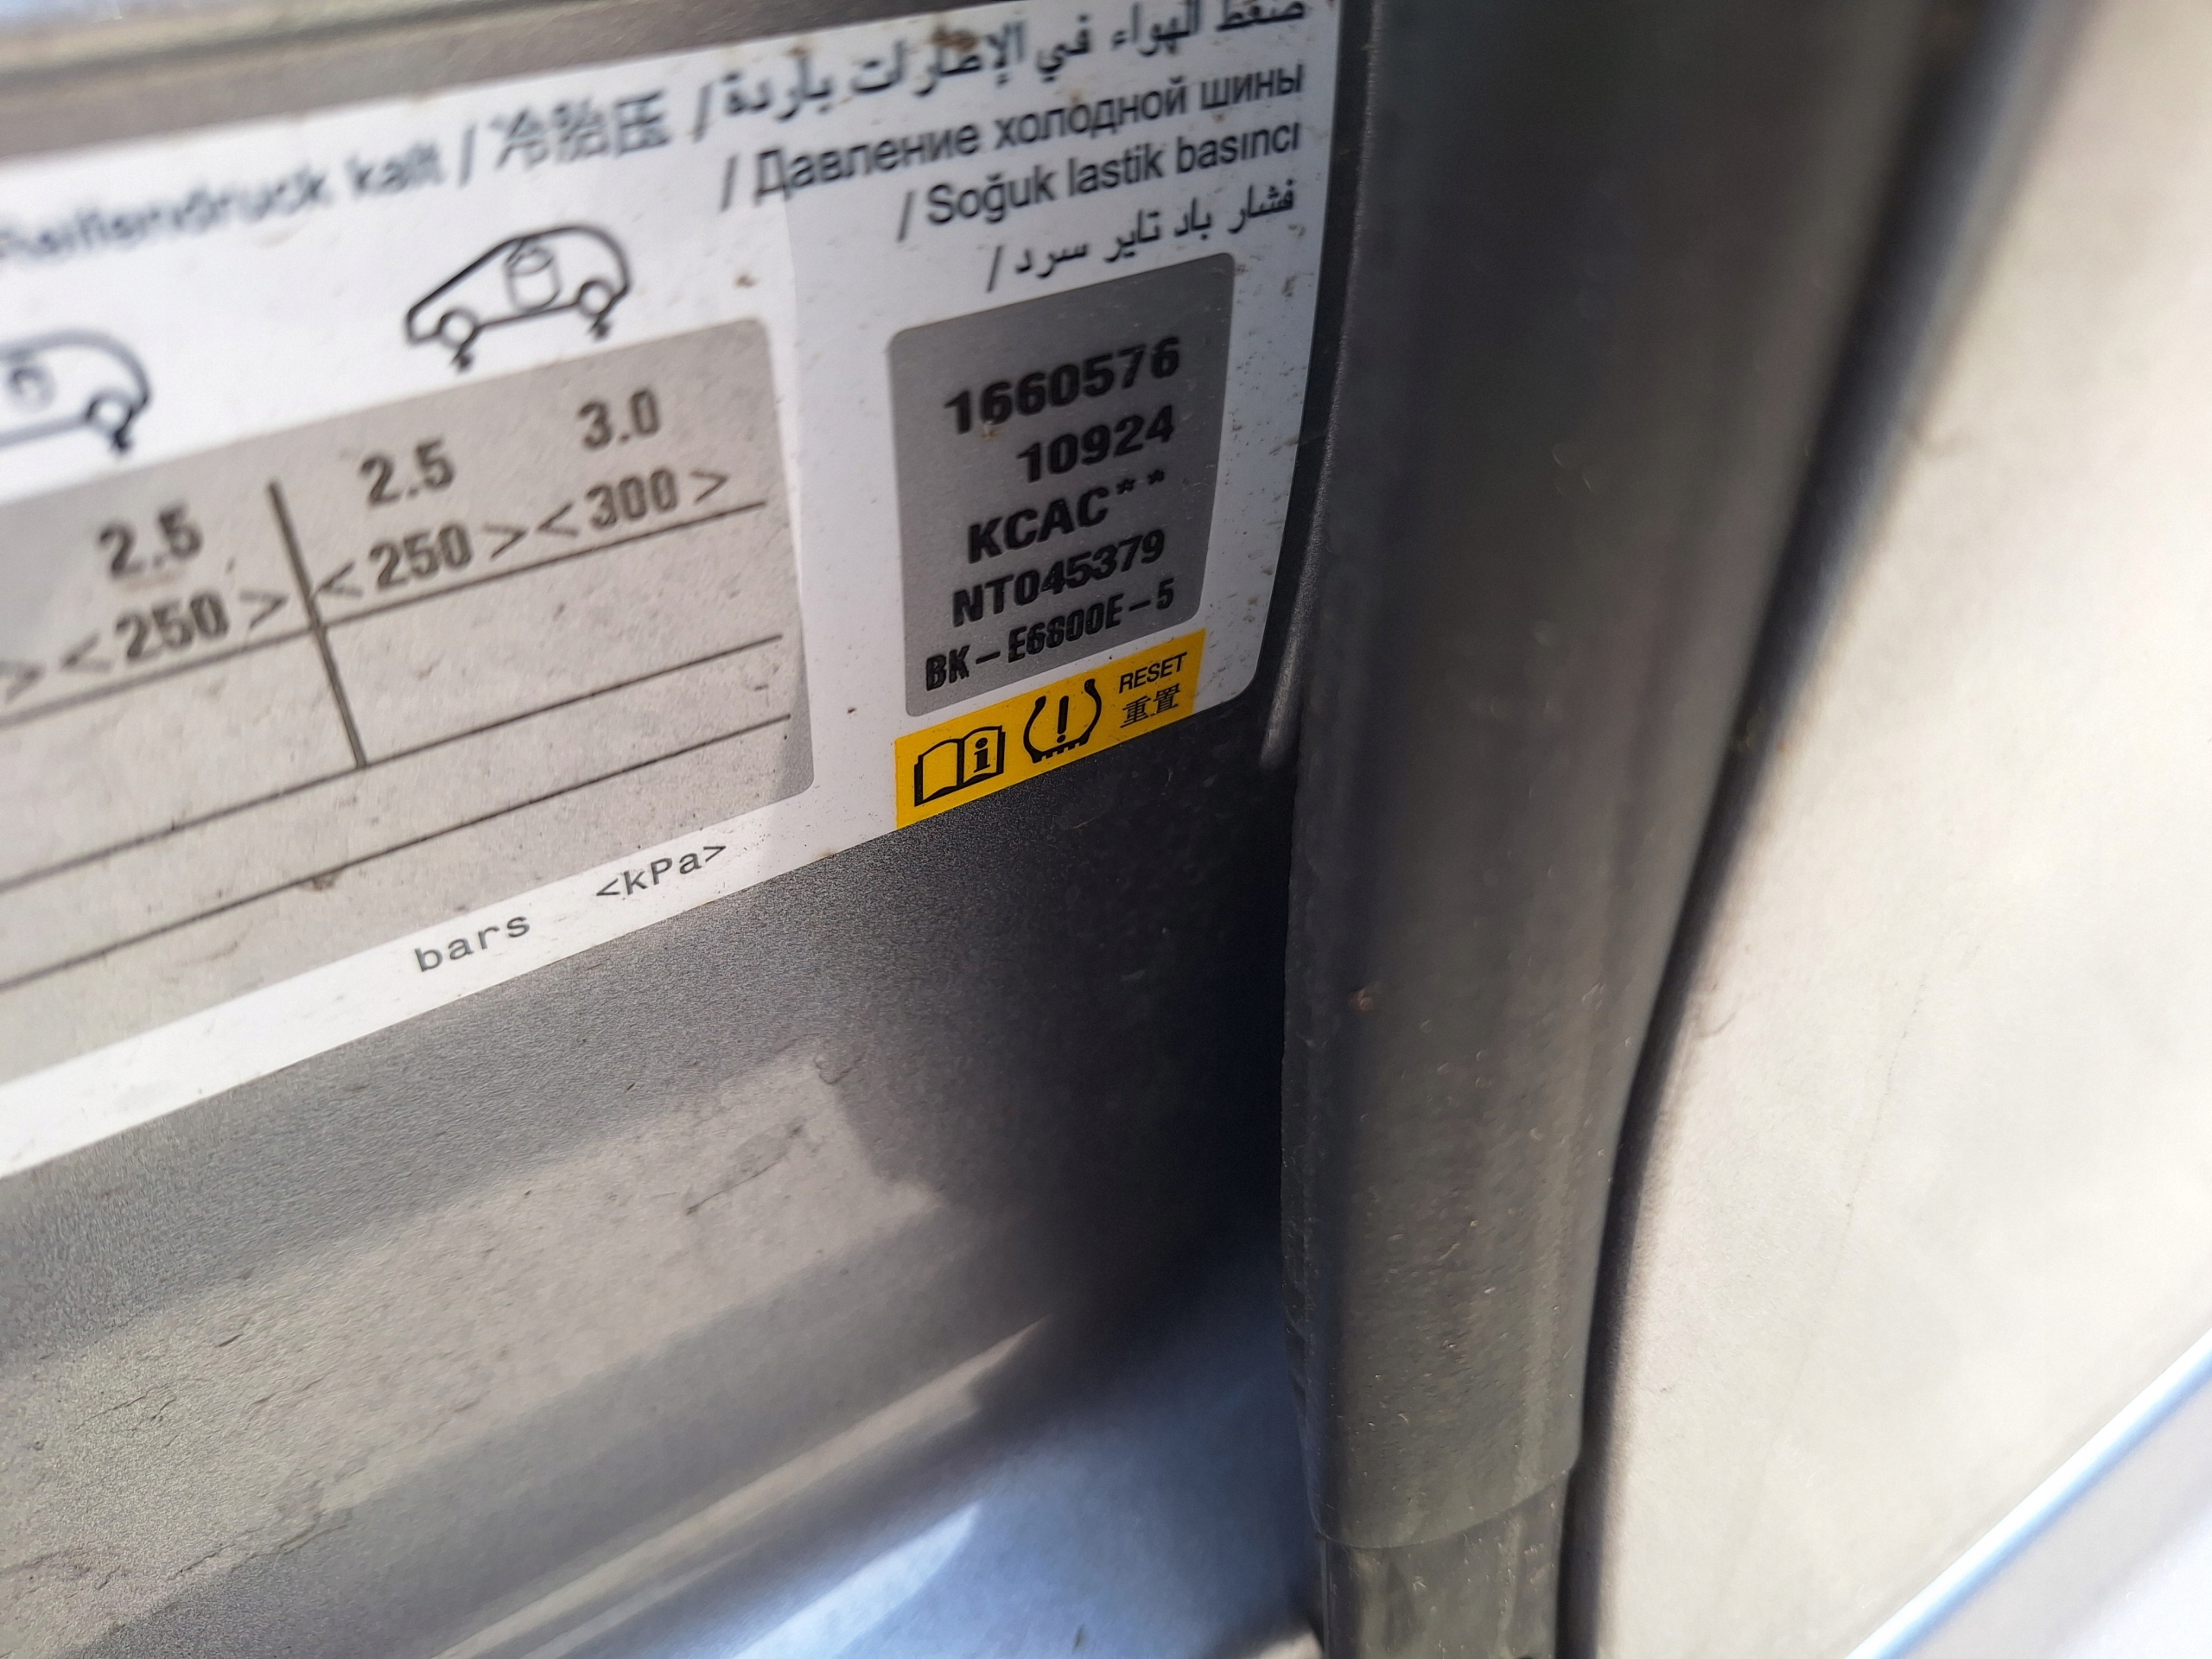 Reifendruck kalt / 冷胎压 / ضغط الهواء في الإطارات باردة
/ Давление холодной шины
/ Soğuk lastik basıncı
/ فشار باد تایر سرد
2.5 2.5 3.0
> <250> <250> <300>
bars <kPa>
1660576
10924
KCAC**
NT045379
BK-E6800E-5
RESET
重置